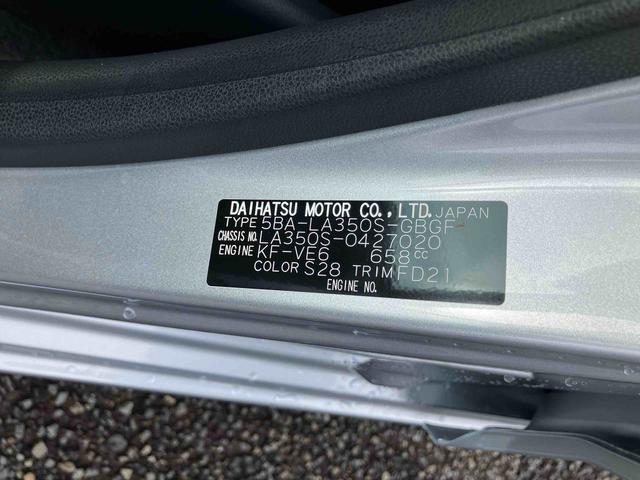 DAIHATSU MOTOR CO.,LTD. JAPAN
TYPE 5BA-LA350S-GBGF
CHASSIS NO. LA350S-0427020
ENGINE KF-VE6 658cc
COLOR S28 TRIM FD21
ENGINE NO.